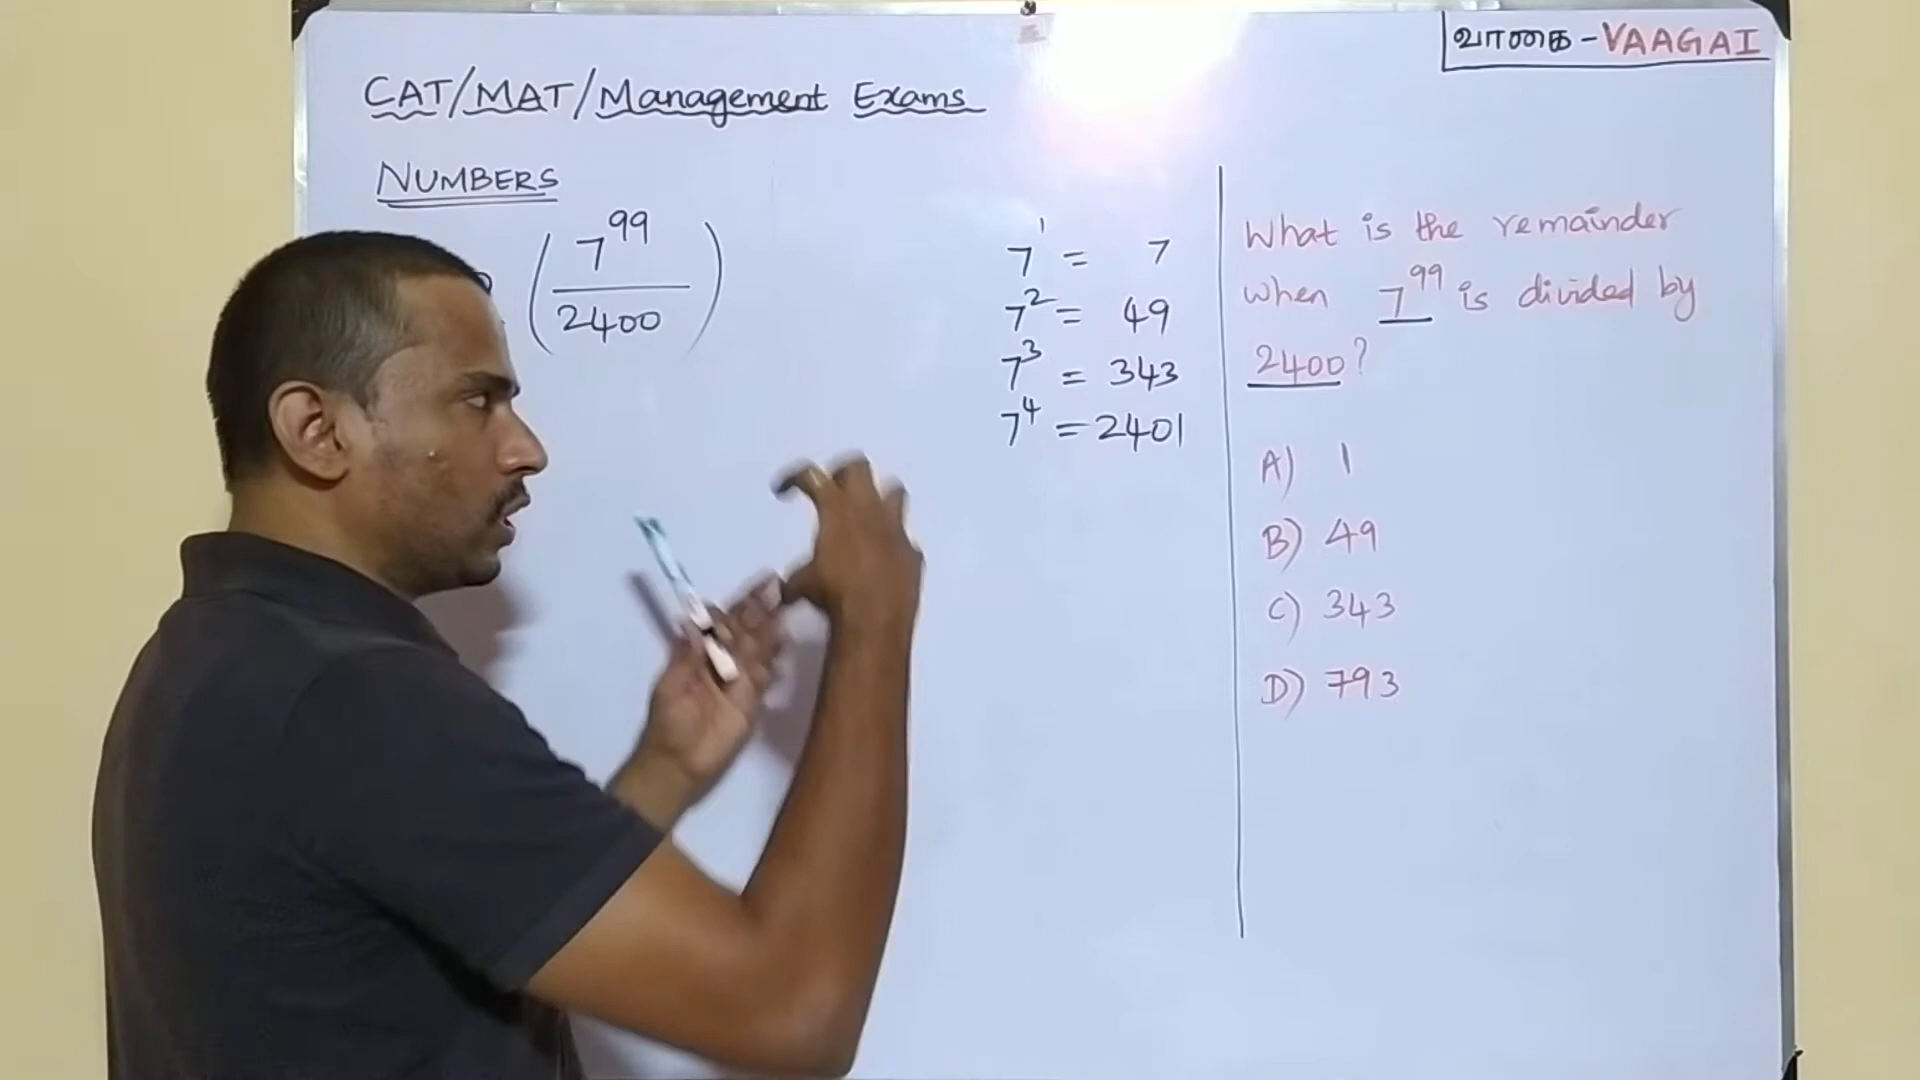 வாகை - VAAGAI
CAT/MAT/Management Exams
NUMBERS
(7^99 / 2400)
7^1 = 7
7^2 = 49
7^3 = 343
7^4 = 2401
What is the remainder
when 7^99 is divided by
2400?
A) 1
B) 49
C) 343
D) 793